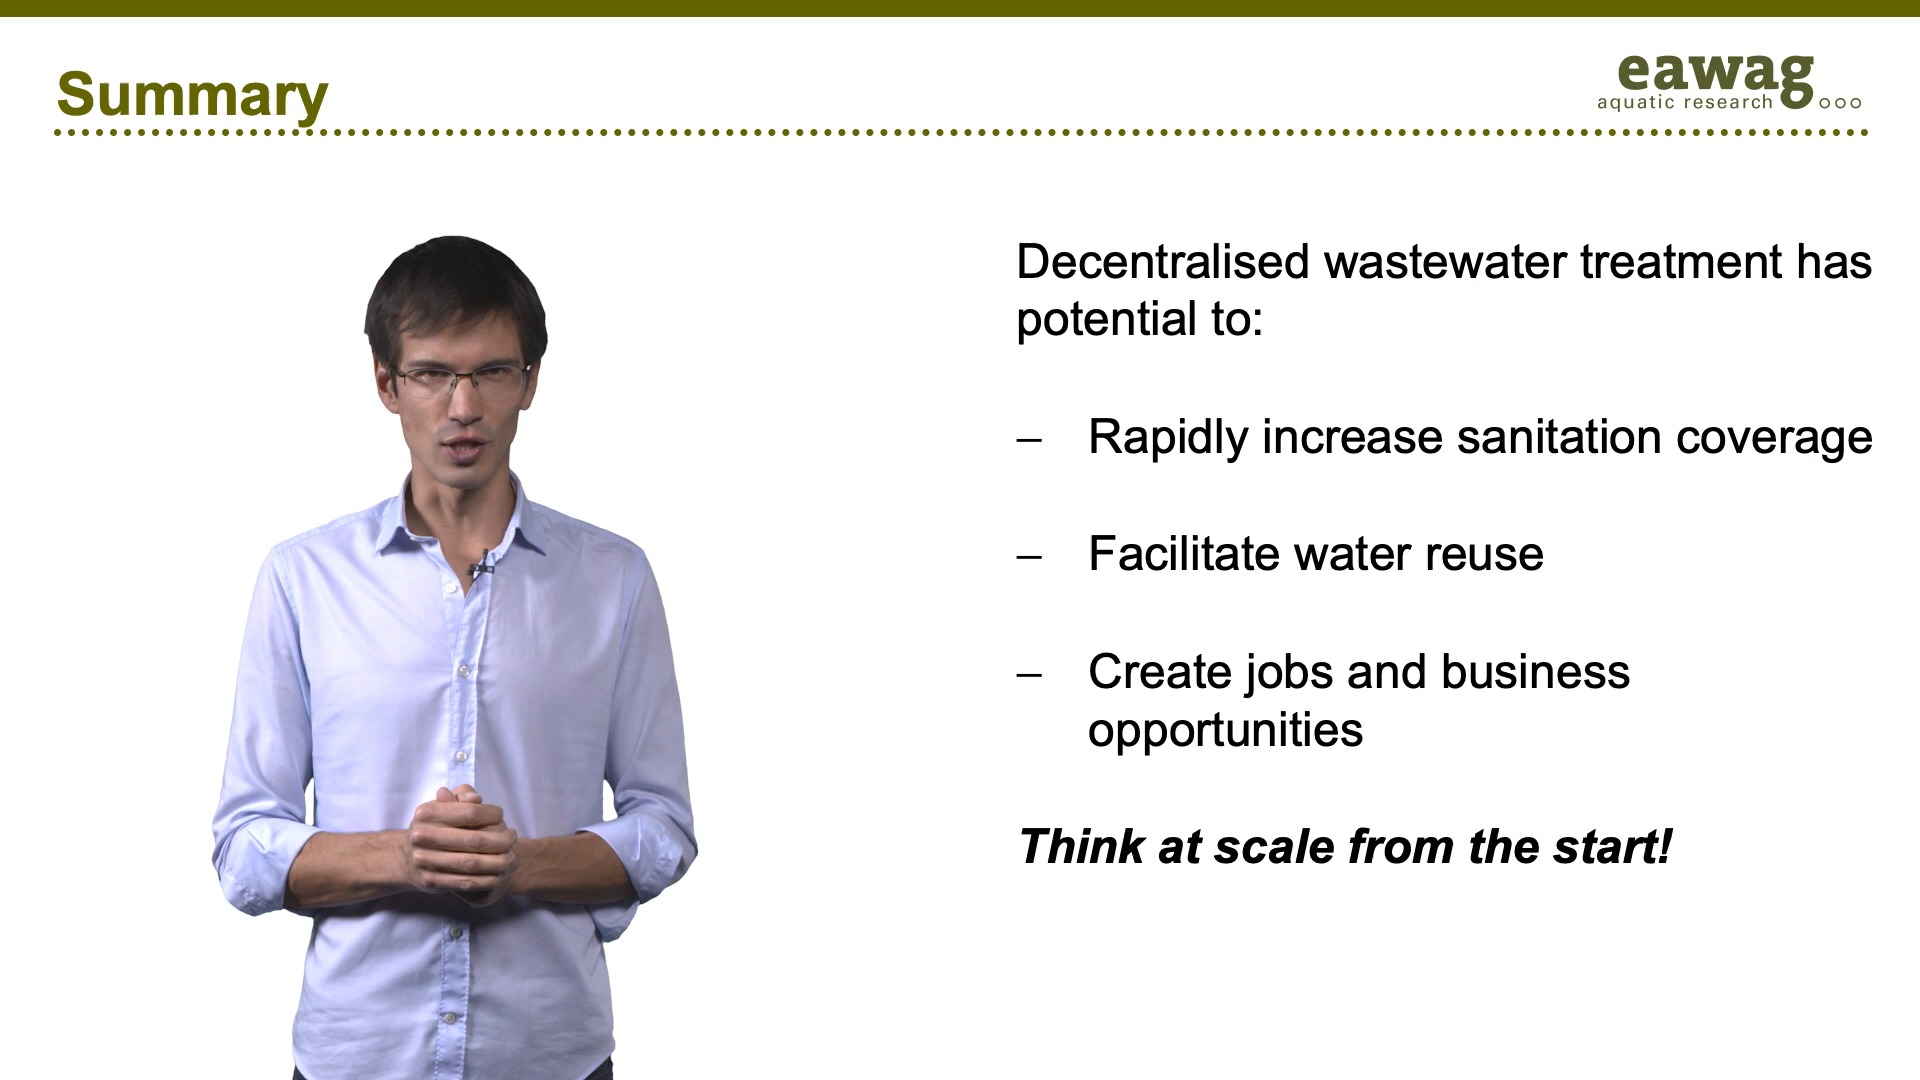 Summary
eawag
aquatic research
Decentralised wastewater treatment has
potential to:
– Rapidly increase sanitation coverage
– Facilitate water reuse
– Create jobs and business
opportunities
Think at scale from the start!